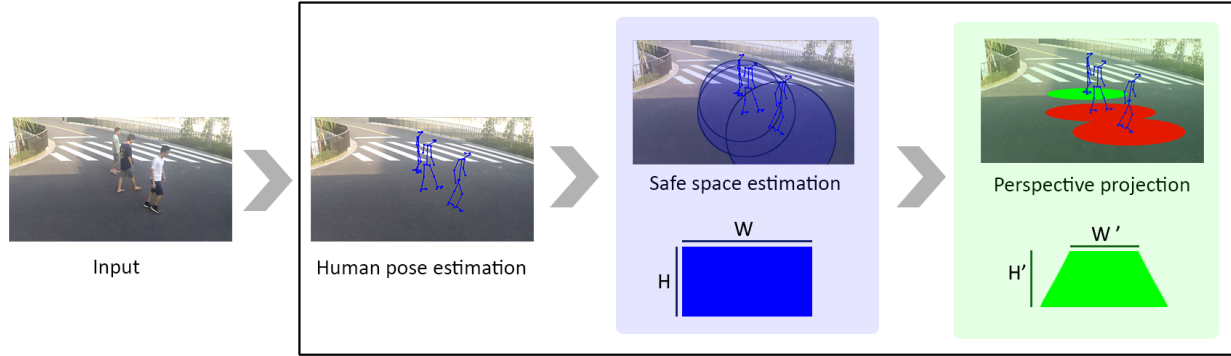 Input
Human pose estimation
Safe space estimation
W
H
Perspective projection
W '
H'